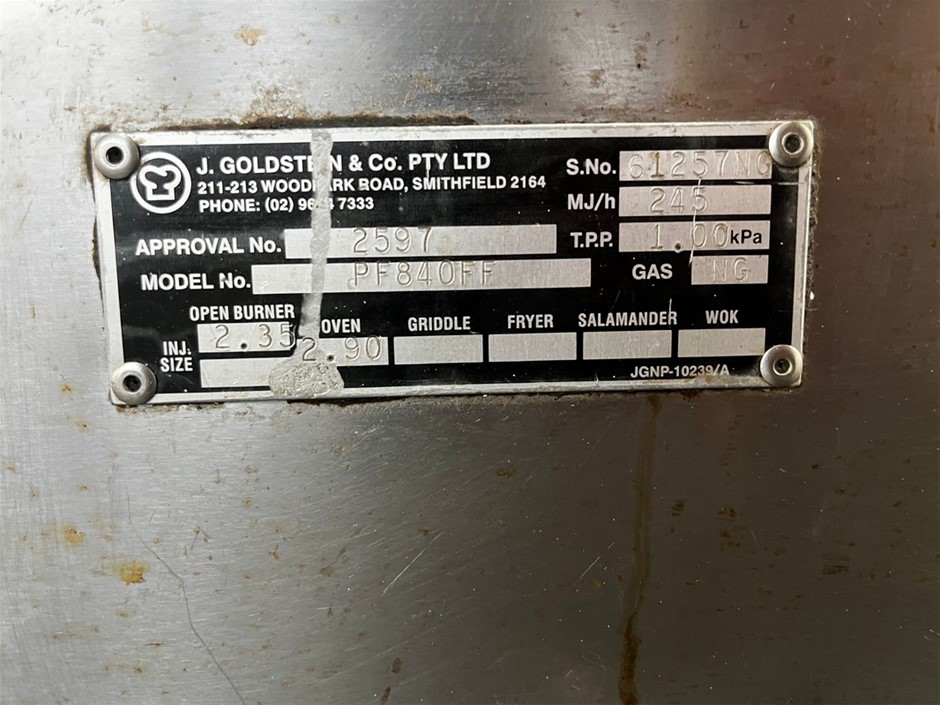 J. GOLDSTEIN & Co. PTY LTD
211-213 WOODPARK ROAD, SMITHFIELD 2164
PHONE: (02) 9604 7333
S.No. 61257NG
MJ/h 245
APPROVAL No. 2597
T.P.P. 1.00 kPa
MODEL No. PF840FF
GAS NG
OPEN BURNER OVEN GRIDDLE FRYER SALAMANDER WOK
INJ. SIZE 2.35 2.90
JGNP-10239/A